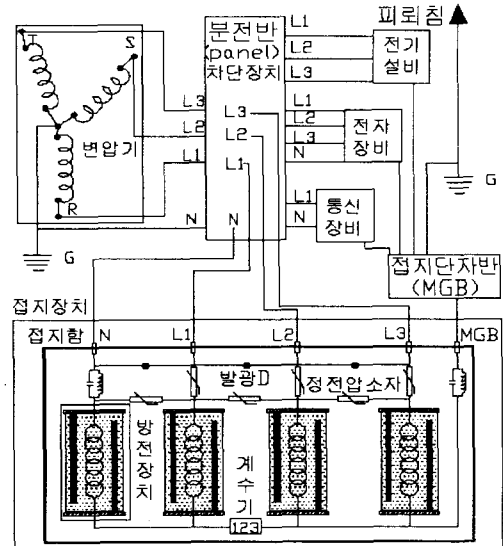 T
S
R
변압기
G
분전반
(panel)
차단장치
L3
L2
L1
N
L3
L2
L1
N
L1
L2
L3
전기
설비
L1
L2
L3
N
전자
장비
L1
N
통신
장비
피뢰침
G
접지단자반
(MGB)
접지장치
접지함
N
L1
L2
L3
MGB
발광D
정전압소자
방전장치
계수기
123